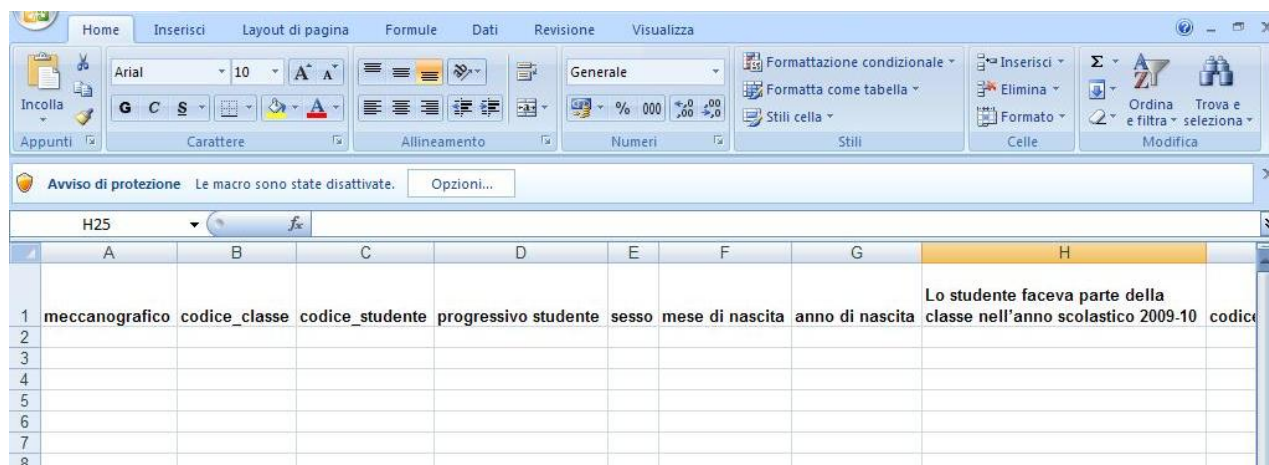 Home Inserisci Layout di pagina Formule Dati Revisione Visualizza
Arial 10 A A Generale Formattazione condizionale Inserisci Σ
Formatta come tabella Elimina
Incolla G C S A % 000 Stili cella Formato Ordina e filtra Trova e seleziona
Appunti Carattere Allineamento Numeri Stili Celle Modifica
Avviso di protezione Le macro sono state disattivate. Opzioni...
H25 fx
A B C D E F G H
1 meccanografico codice_classe codice_studente progressivo studente sesso mese di nascita anno di nascita Lo studente faceva parte della classe nell'anno scolastico 2009-10
2
3
4
5
6
7
8